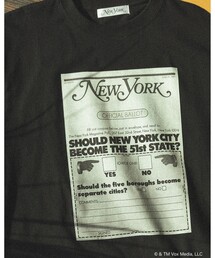 NEW YORK
NEW YORK
OFFICIAL BALLOT
SHOULD NEW YORK CITY
BECOME THE 51st STATE?
YES NO
Should the five boroughs become
separate cities?
© & TM Vox Media, LLC